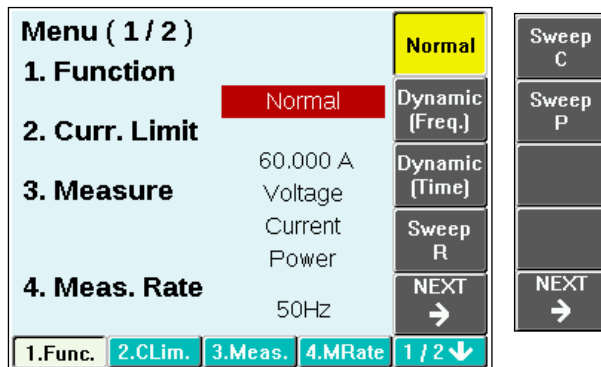 Menu ( 1 / 2 )
1. Function
Normal
2. Curr. Limit
60.000 A
3. Measure
Voltage
Current
Power
4. Meas. Rate
50Hz
Normal
Dynamic
(Freq.)
Dynamic
(Time)
Sweep
R
NEXT
→
1.Func.
2.CLim.
3.Meas.
4.MRate
1 / 2 ↓
Sweep
C
Sweep
P
NEXT
→